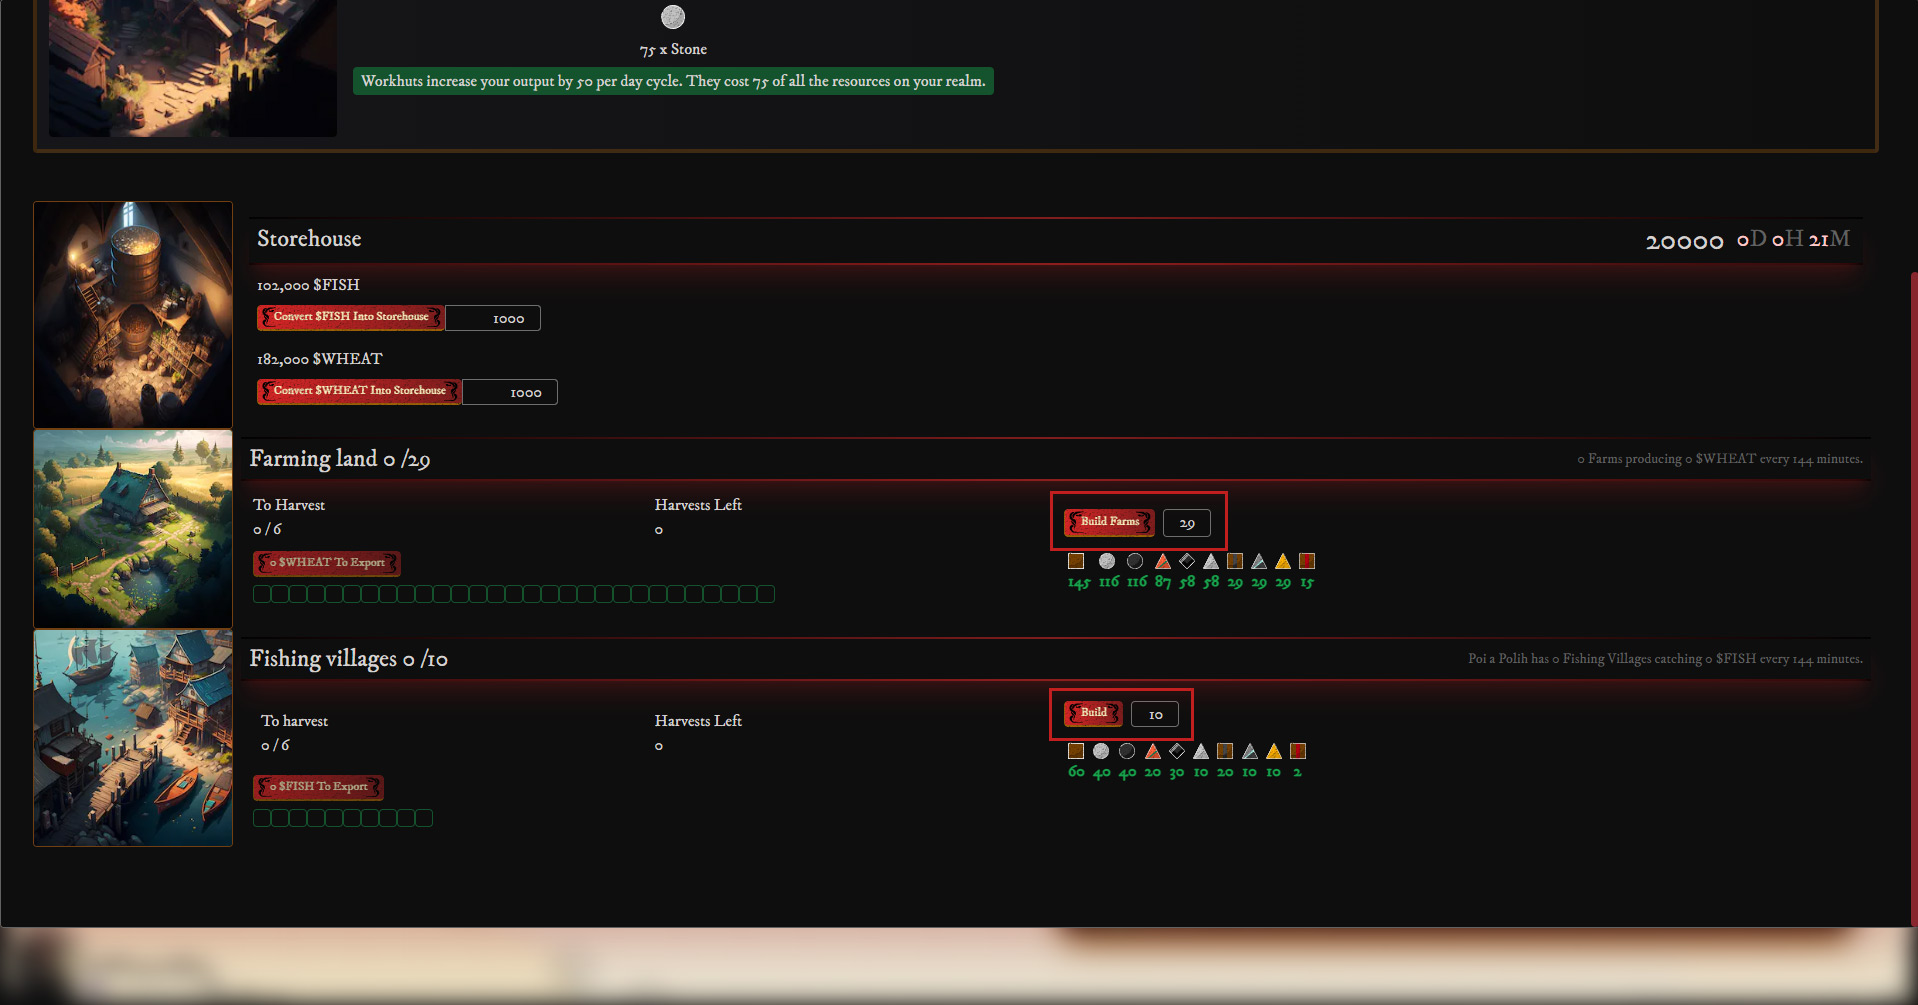 75 x Stone
Workhuts increase your output by 50 per day cycle. They cost 75 of all the resources on your realm.
Storehouse
20000 0D 0H 21M
102,000 $FISH
Convert $FISH Into Storehouse 1000
182,000 $WHEAT
Convert $WHEAT Into Storehouse 1000
Farming land 0 /29
0 Farms producing 0 $WHEAT every 144 minutes.
To Harvest
0 / 6
Harvests Left
0
0 $WHEAT To Export
Build Farms 29
145 116 116 87 58 58 29 29 29 15
Fishing villages 0 /10
Poi a Polih has 0 Fishing Villages catching 0 $FISH every 144 minutes.
To harvest
0 / 6
Harvests Left
0
0 $FISH To Export
Build 10
60 40 40 20 30 10 20 10 10 2